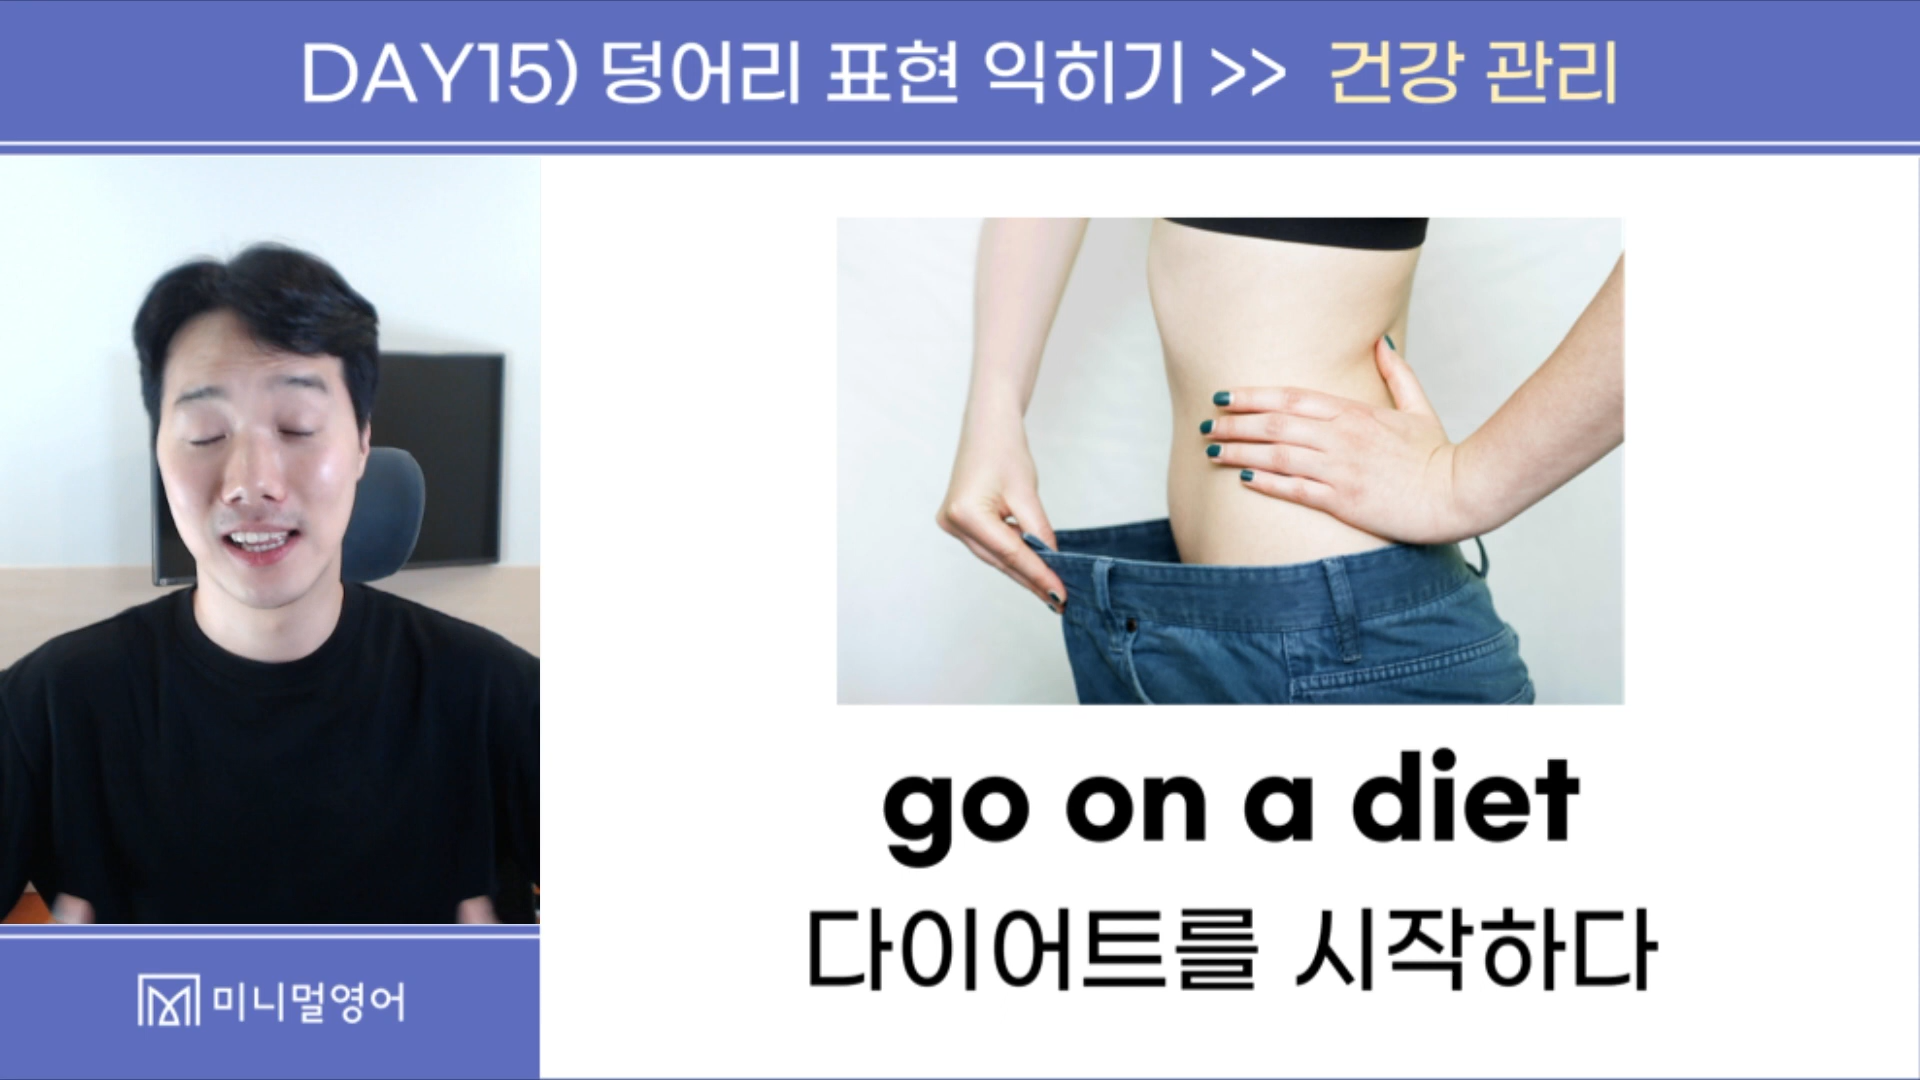 DAY15) 덩어리 표현 익히기 >> 건강 관리
go on a diet
다이어트를 시작하다
미니멀영어